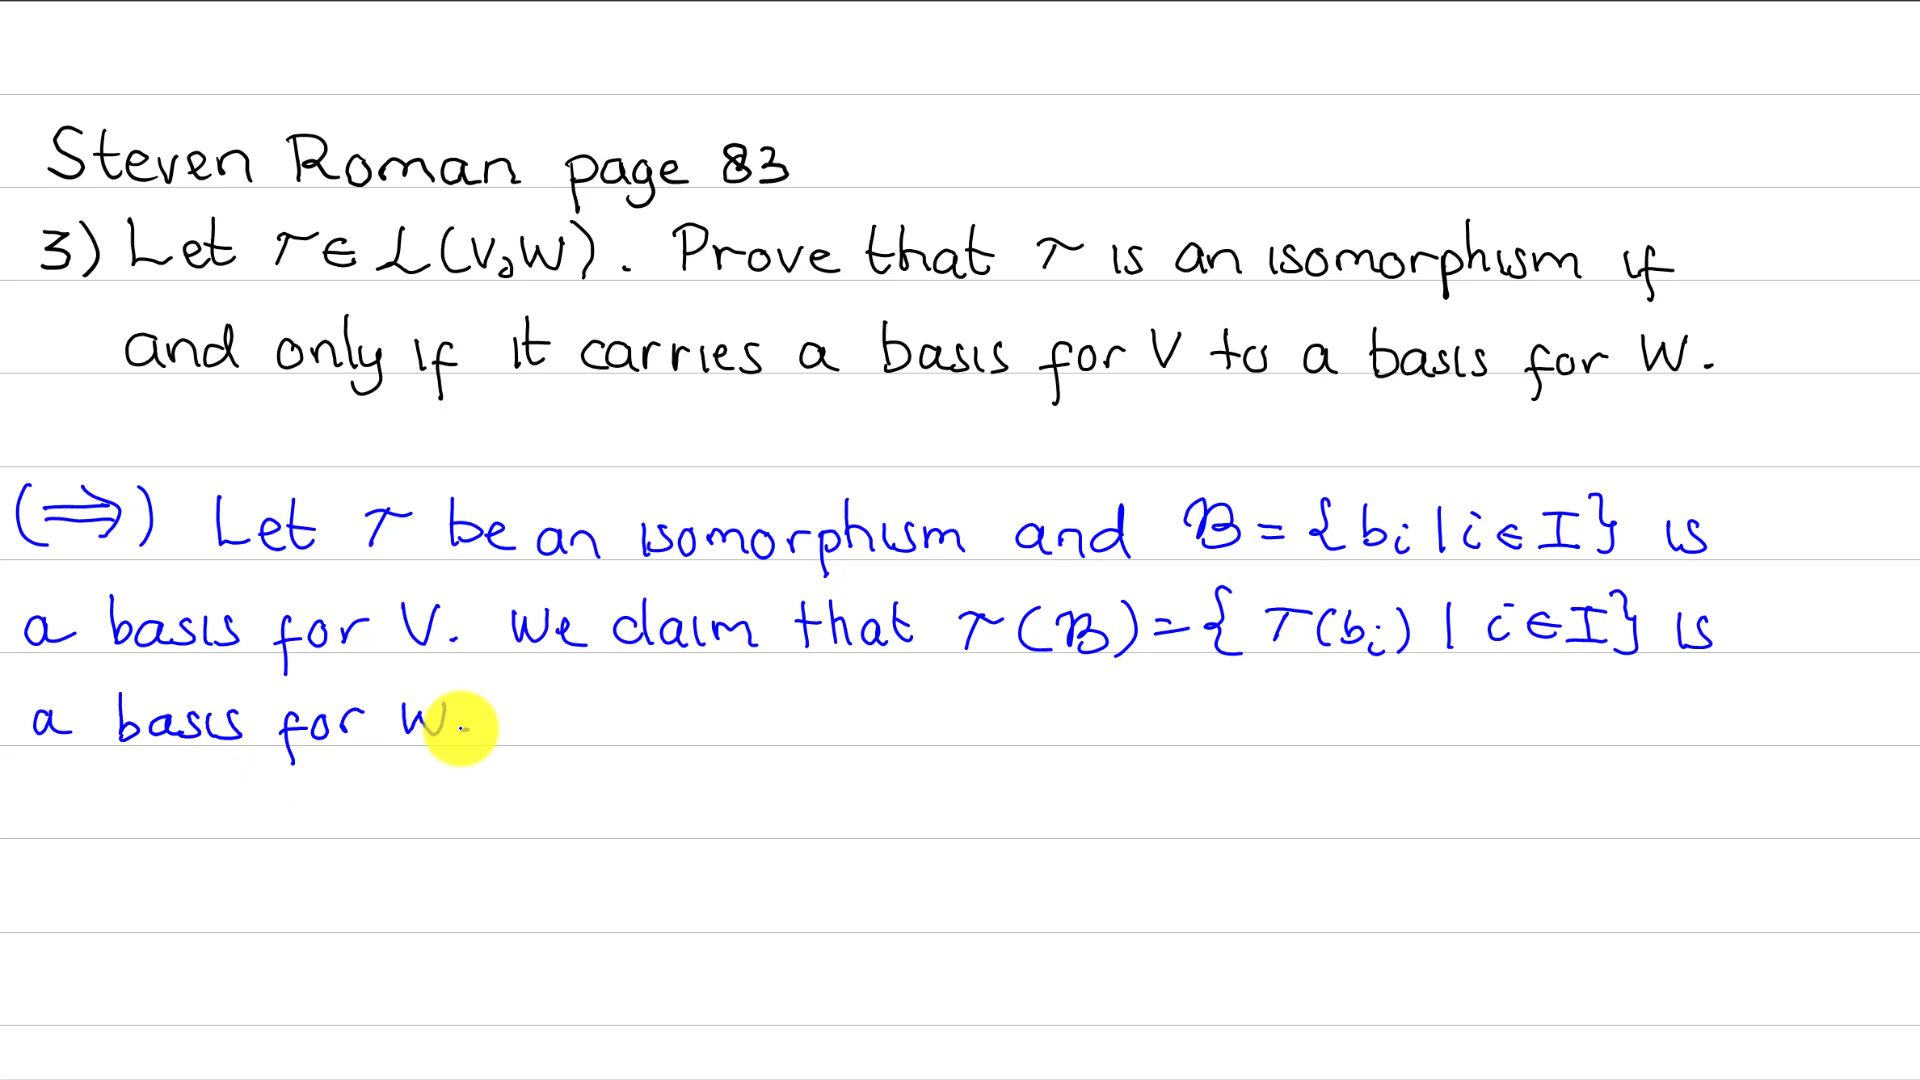 Steven Roman page 83
3) Let τ ∈ ℒ(V,W). Prove that τ is an isomorphism if
and only if it carries a basis for V to a basis for W.
(⇒) Let τ be an isomorphism and ℬ = {bᵢ | i ∈ I} is
a basis for V. We claim that τ(ℬ) = {τ(bᵢ) | i ∈ I} is
a basis for W.